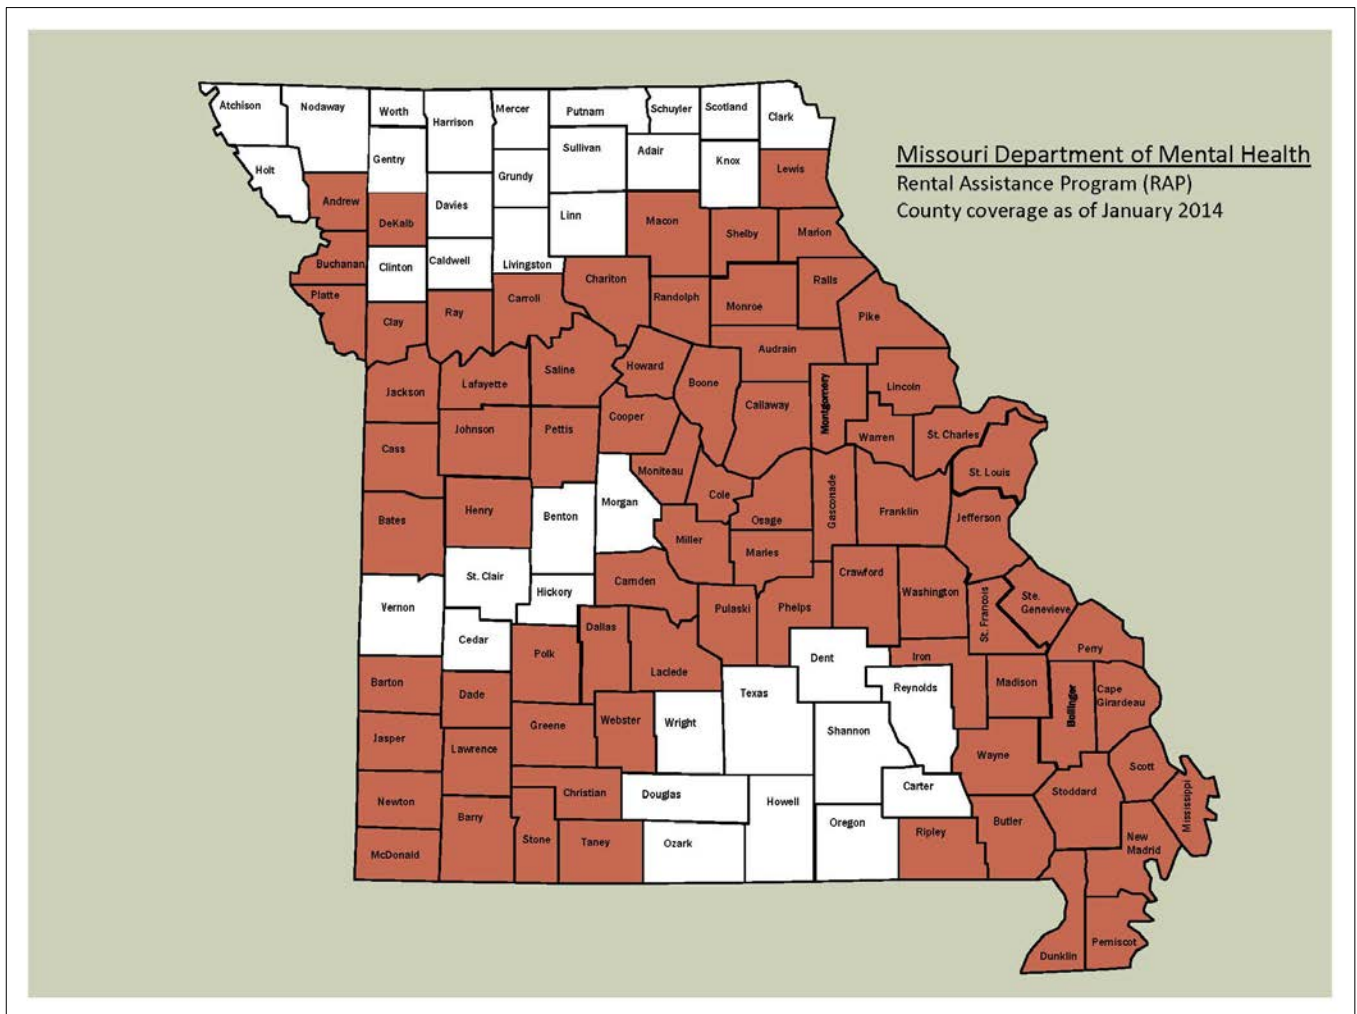 Missouri Department of Mental Health
Rental Assistance Program (RAP)
County coverage as of January 2014
Atchison
Nodaway
Worth
Harrison
Mercer
Putnam
Schuyler
Scotland
Clark
Holt
Gentry
Grundy
Sullivan
Adair
Knox
Lewis
Andrew
DeKalb
Davies
Linn
Macon
Shelby
Marion
Buchanan
Clinton
Caldwell
Livingston
Chariton
Randolph
Monroe
Ralls
Pike
Platte
Clay
Ray
Carroll
Audrain
Jackson
Lafayette
Saline
Howard
Boone
Callaway
Montgomery
Lincoln
Cass
Johnson
Pettis
Cooper
Warren
St. Charles
Moniteau
St. Louis
Bates
Henry
Benton
Morgan
Cole
Osage
Gasconade
Franklin
Jefferson
Miller
Maries
Vernon
St. Clair
Hickory
Camden
Pulaski
Phelps
Crawford
Washington
St. Francois
Ste.
Genevieve
Cedar
Polk
Dallas
Laclede
Dent
Iron
Perry
Barton
Dade
Texas
Reynolds
Madison
Bollinger
Cape
Girardeau
Jasper
Lawrence
Greene
Webster
Wright
Shannon
Wayne
Scott
Newton
Barry
Christian
Douglas
Howell
Carter
Stoddard
Mississippi
McDonald
Stone
Taney
Ozark
Oregon
Ripley
Butler
New
Madrid
Dunklin
Pemiscot